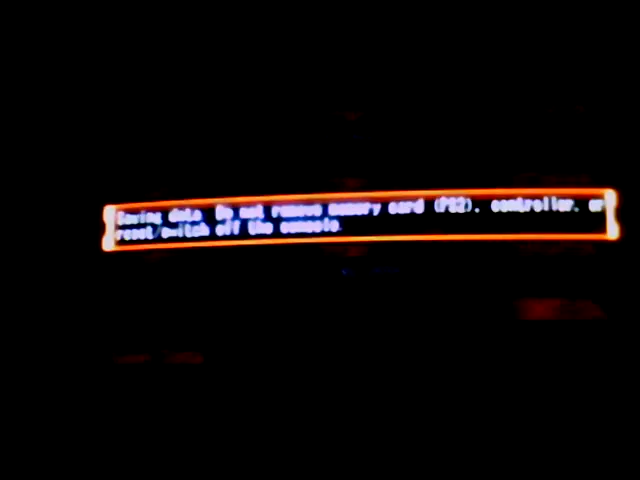 Saving data. Do not remove memory card (PS2), controller, or
reset/switch off the console.